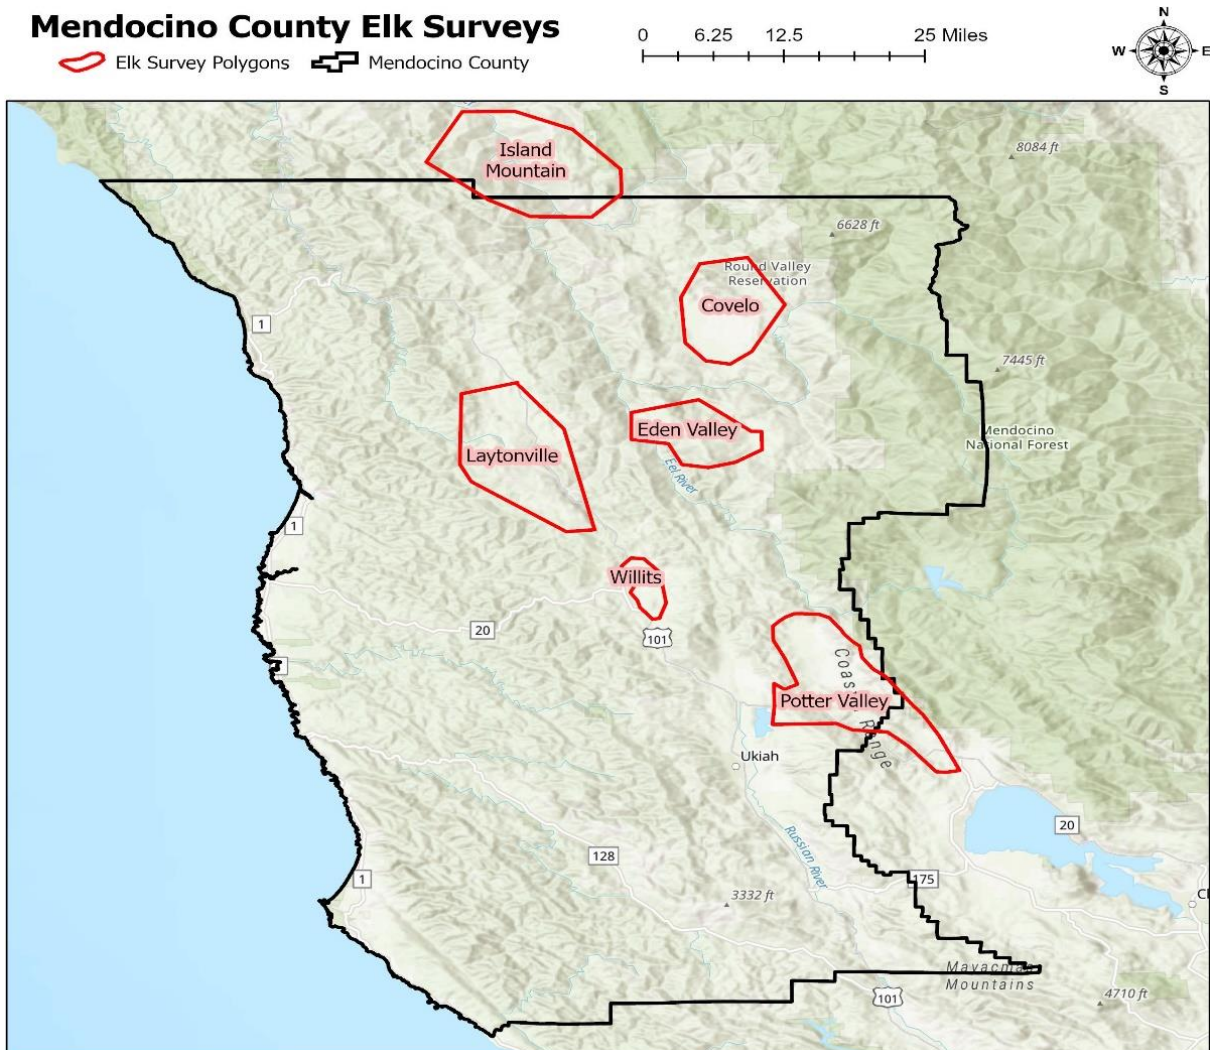 Mendocino County Elk Surveys
Elk Survey Polygons
Mendocino County
0 6.25 12.5 25 Miles
N
W E
S
Island
Mountain
8084 ft
6628 ft
Round Valley
Reservation
Covelo
1
7445 ft
Eden Valley
Mendocino
National Forest
Laytonville
Eel River
1
Willits
20
101
Coast Range
Potter Valley
Ukiah
20
Russian River
128
175
1
3332 ft
Mayacmas
Mountains
101
4710 ft